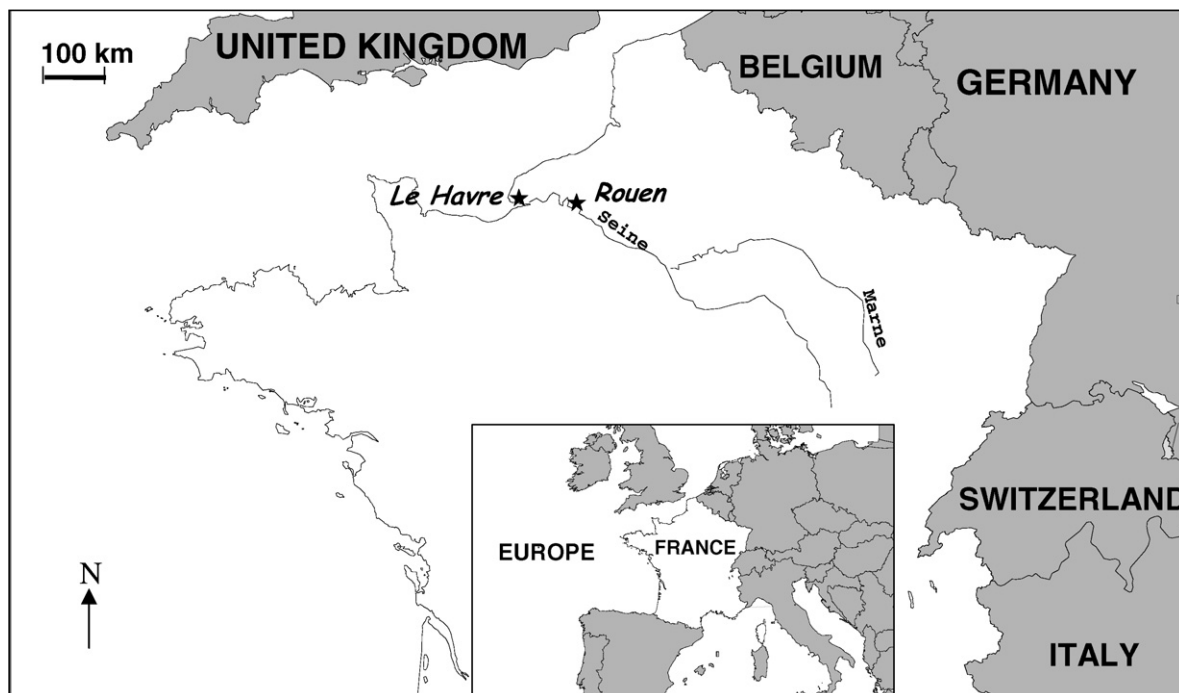 100 km
UNITED KINGDOM
BELGIUM
GERMANY
Le Havre
Rouen
Seine
Marne
SWITZERLAND
EUROPE
FRANCE
N
ITALY